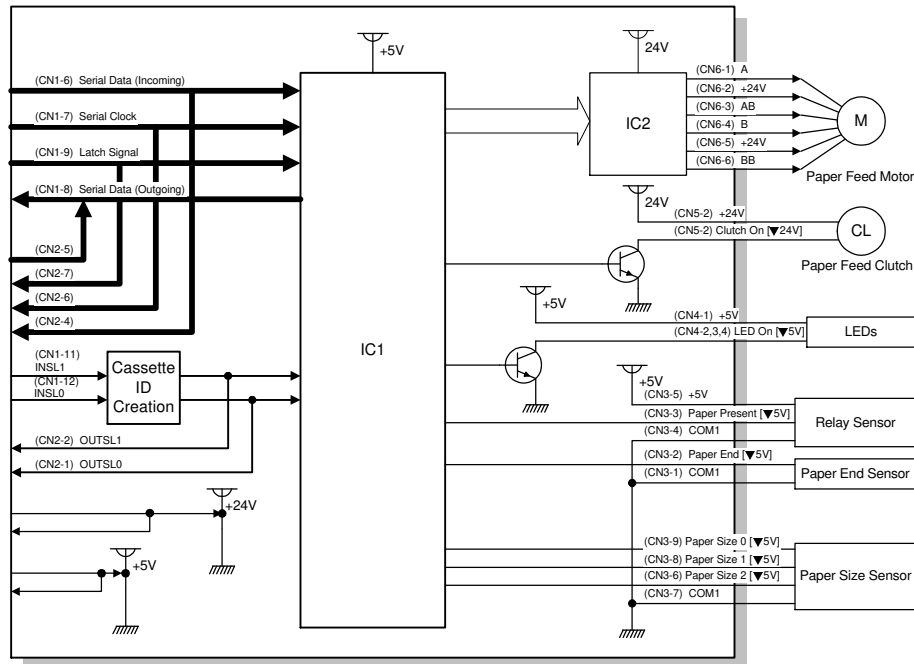 +5V
24V
(CN1-6) Serial Data (Incoming)
(CN1-7) Serial Clock
(CN1-9) Latch Signal
(CN1-8) Serial Data (Outgoing)
(CN2-5)
(CN2-7)
(CN2-6)
(CN2-4)
(CN1-11)
INSL1
(CN1-12)
INSL0
Cassette
ID
Creation
(CN2-2) OUTSL1
(CN2-1) OUTSL0
+24V
+5V
IC1
IC2
(CN6-1) A
(CN6-2) +24V
(CN6-3) AB
(CN6-4) B
(CN6-5) +24V
(CN6-6) BB
M
Paper Feed Motor
24V
(CN5-2) +24V
(CN5-2) Clutch On [▼24V]
CL
Paper Feed Clutch
+5V
(CN4-1) +5V
(CN4-2,3,4) LED On [▼5V]
LEDs
+5V
(CN3-5) +5V
(CN3-3) Paper Present [▼5V]
(CN3-4) COM1
Relay Sensor
(CN3-2) Paper End [▼5V]
(CN3-1) COM1
Paper End Sensor
(CN3-9) Paper Size 0 [▼5V]
(CN3-8) Paper Size 1 [▼5V]
(CN3-6) Paper Size 2 [▼5V]
(CN3-7) COM1
Paper Size Sensor